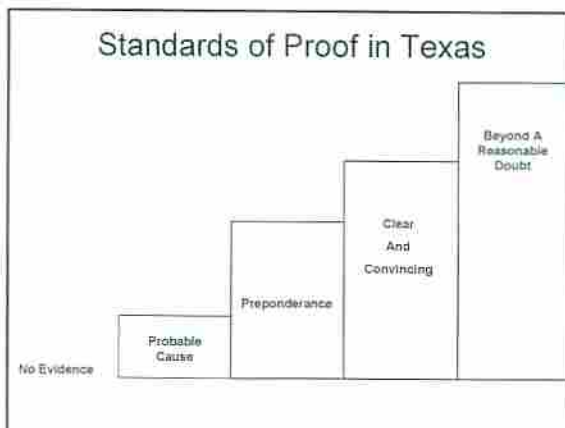 Standards of Proof in Texas
No Evidence
Probable
Cause
Preponderance
Clear
And
Convincing
Beyond A
Reasonable
Doubt